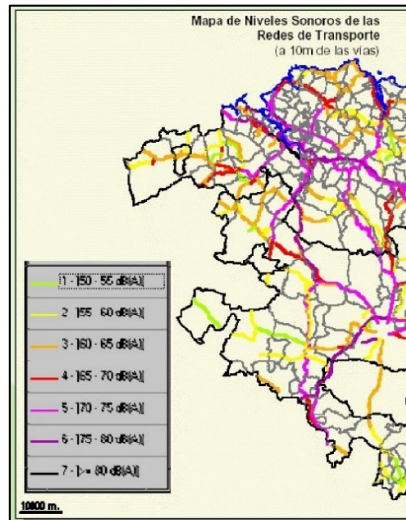 Mapa de Niveles Sonoros de las
Redes de Transporte
(a 10m de las vías)
1 - ]50 - 55 dB(A)[
2 - ]55 - 60 dB(A)[
3 - ]60 - 65 dB(A)[
4 - ]65 - 70 dB(A)[
5 - ]70 - 75 dB(A)[
6 - ]75 - 80 dB(A)[
7 - ]>= 80 dB(A)[
10000 m.